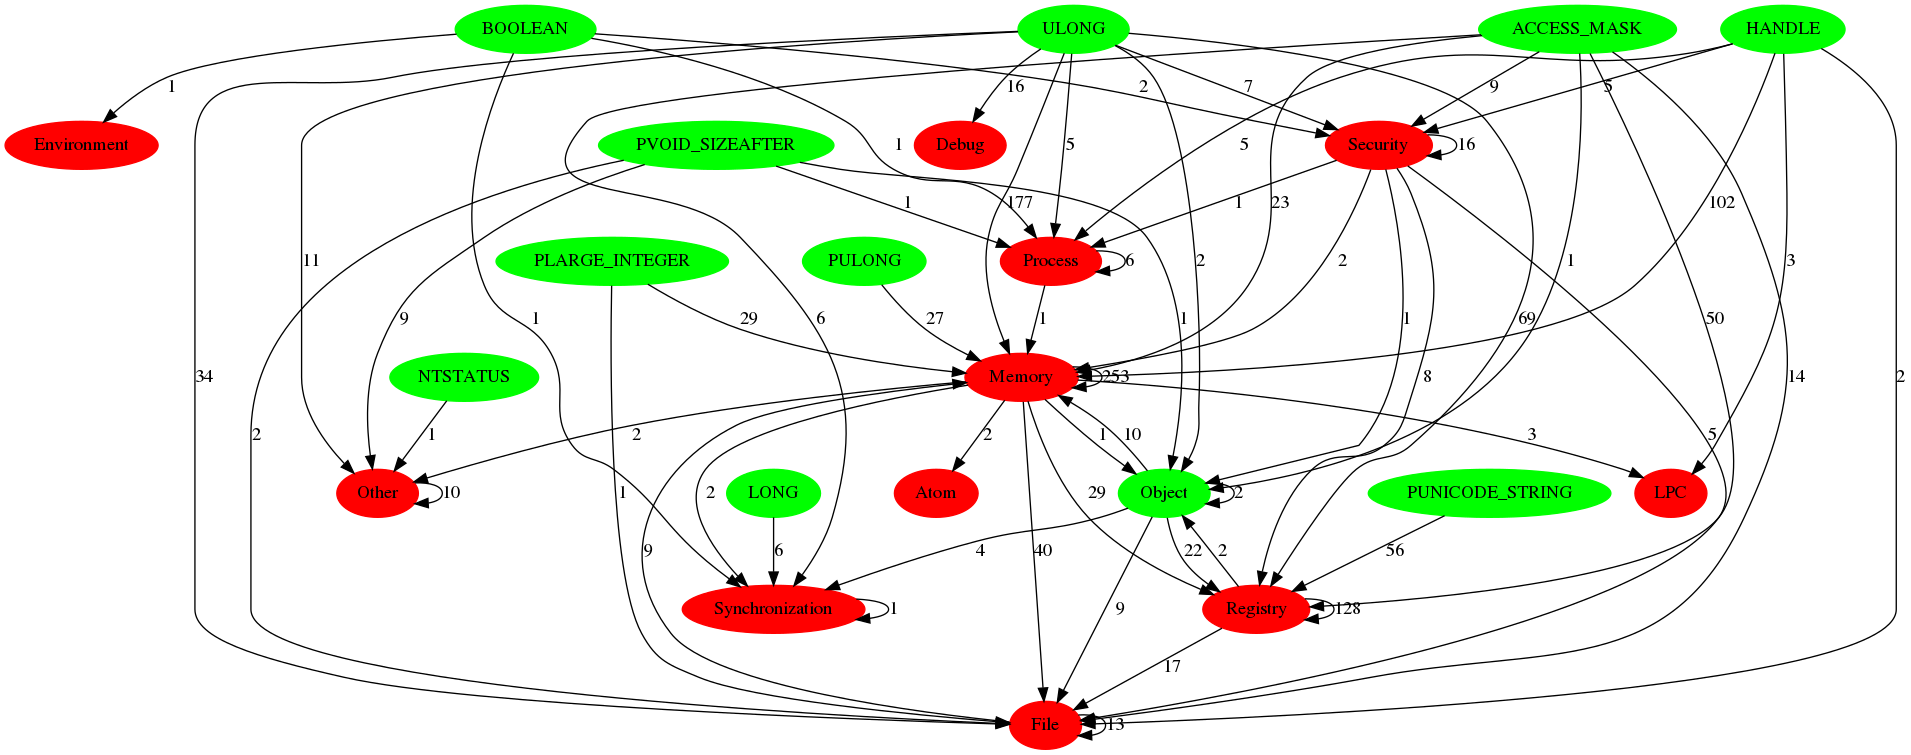 BOOLEAN
ULONG
ACCESS_MASK
HANDLE
1
16
2
7
9
5
Environment
PVOID_SIZEAFTER
1
Debug
5
5
Security
16
1
177
1
23
102
11
PLARGE_INTEGER
PULONG
Process
6
2
1
3
9
1
6
29
27
1
1
1
69
50
34
NTSTATUS
Memory
253
8
14
2
2
1
2
2
1
10
3
5
Other
10
2
LONG
Atom
29
Object
2
PUNICODE_STRING
LPC
1
9
6
40
4
22
2
56
Synchronization
1
9
Registry
128
17
File
13